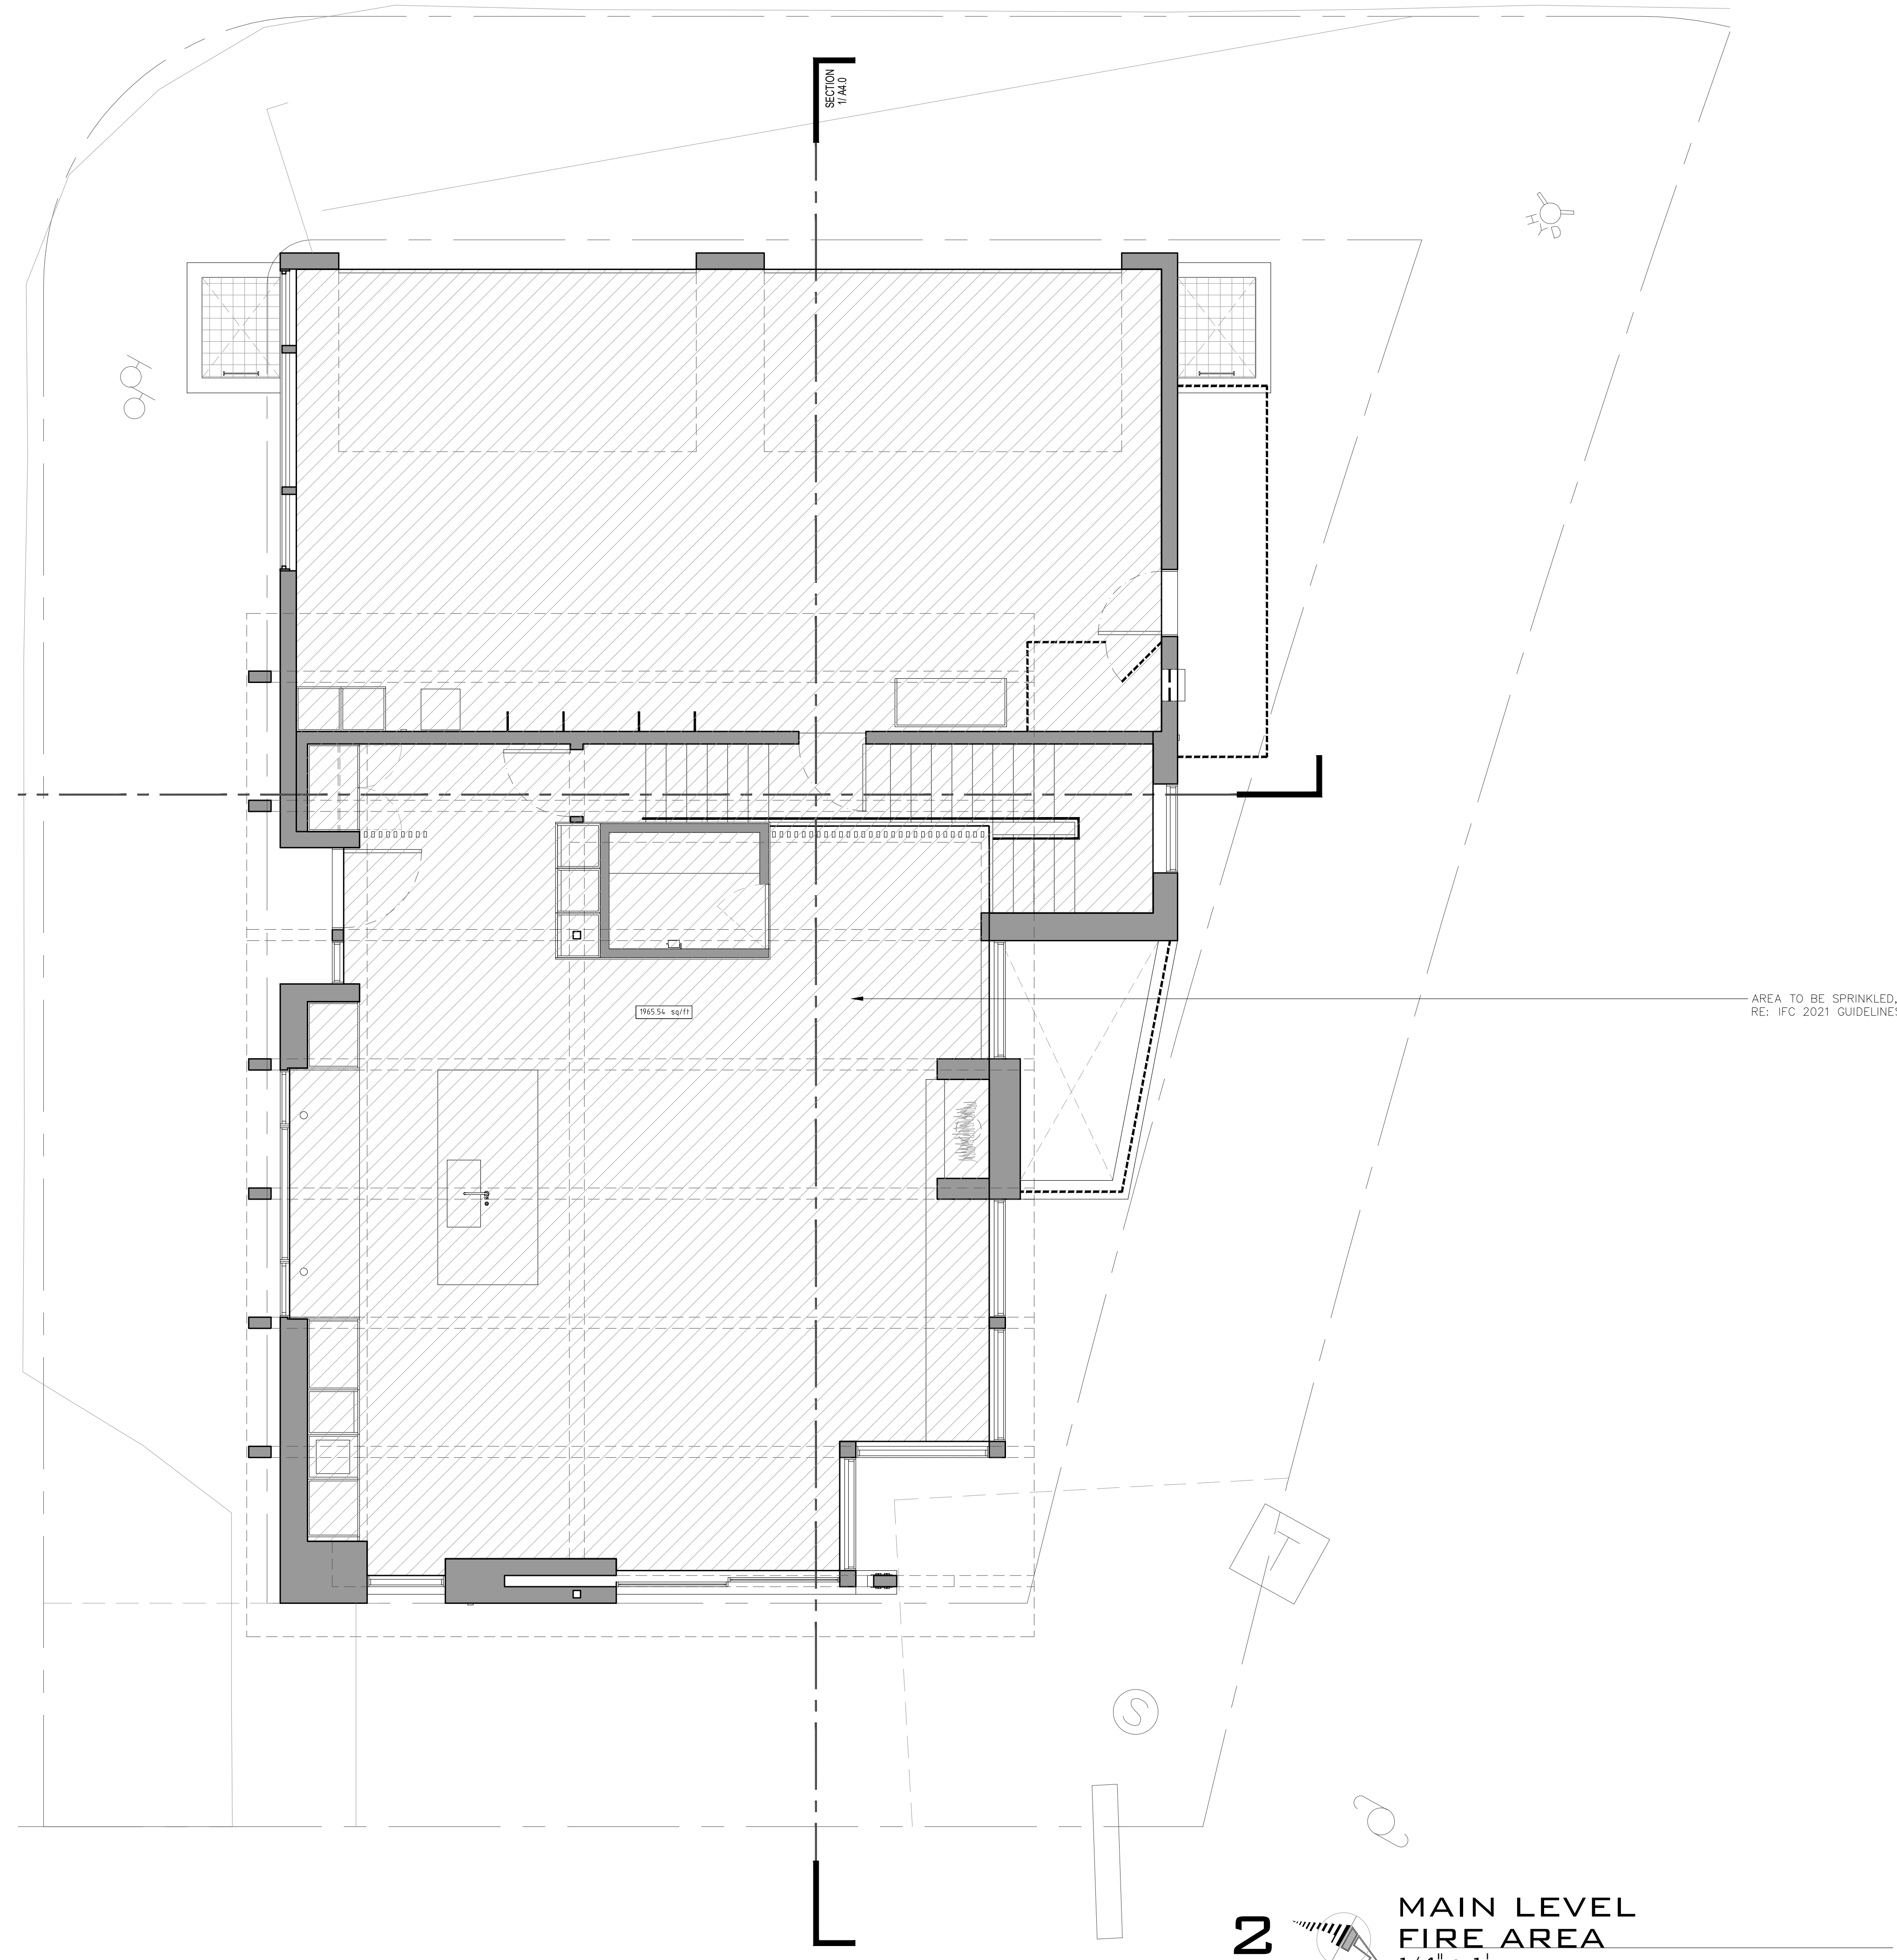 SECTION
1/ A4.0
HYD
1965.54 sq/ft
AREA TO BE SPRINKLED,
RE: IFC 2021 GUIDELINES
T
S
2
MAIN LEVEL
FIRE AREA